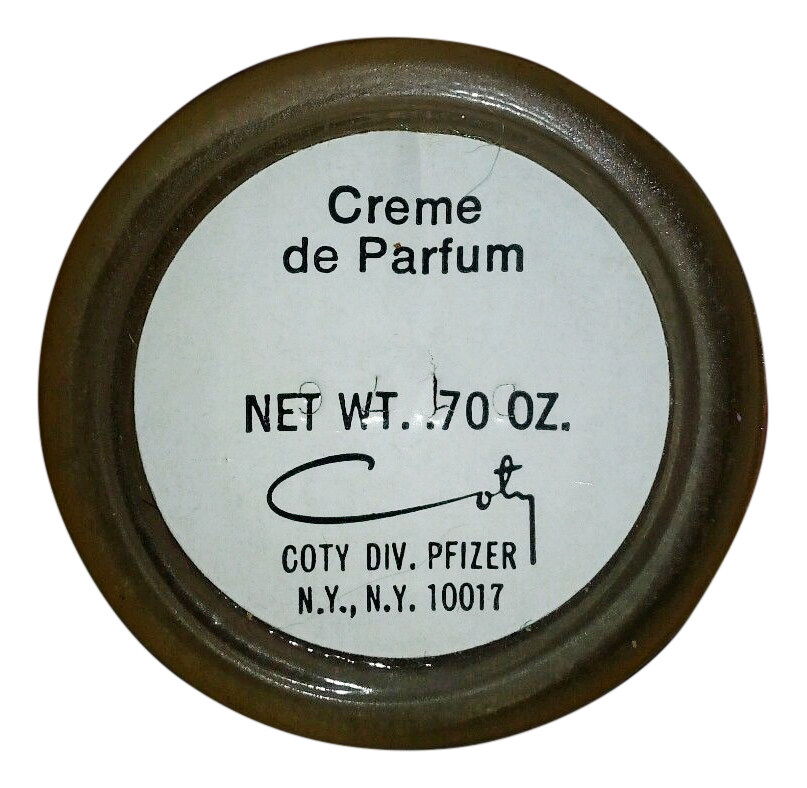 Creme
de Parfum
NET WT. .70 OZ.
Coty
COTY DIV. PFIZER
N.Y., N.Y. 10017